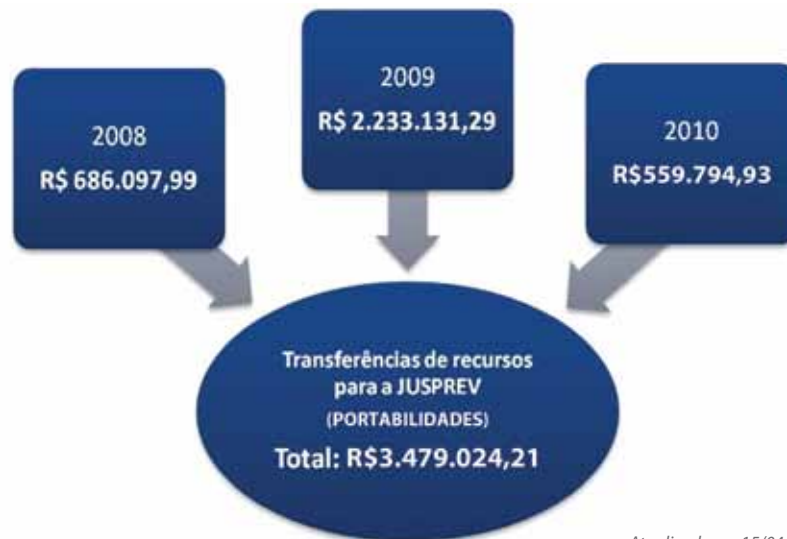 2008
R$ 686.097,99
2009
R$ 2.233.131,29
2010
R$559.794,93
Transferências de recursos
para a JUSPREV
(PORTABILIDADES)
Total: R$3.479.024,21